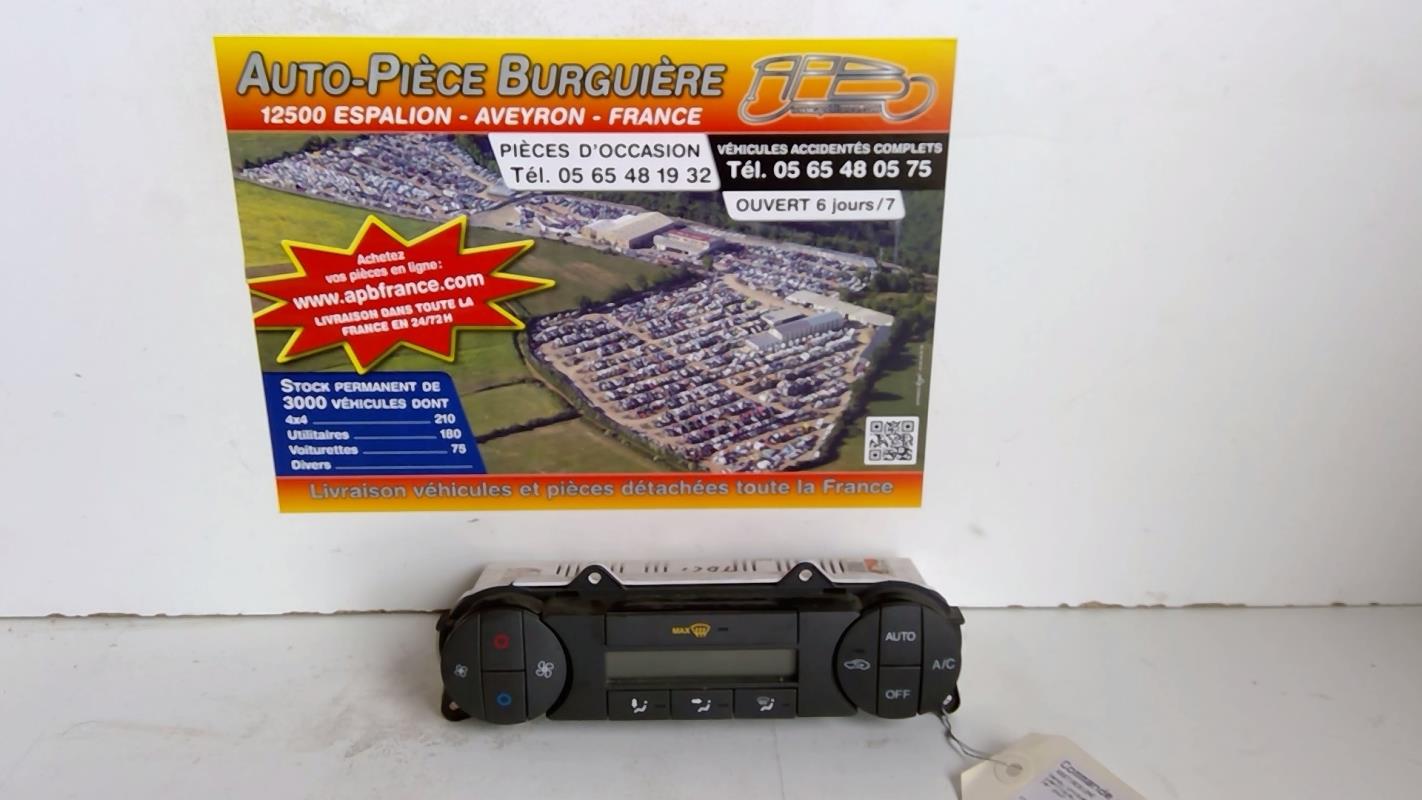 AUTO-PIÈCE BURGUIÈRE
12500 ESPALION - AVEYRON - FRANCE
PIÈCES D'OCCASION
Tél. 05 65 48 19 32
VÉHICULES ACCIDENTÉS COMPLETS
Tél. 05 65 48 05 75
OUVERT 6 jours/7
Achetez
vos pièces en ligne:
www.apbfrance.com
LIVRAISON DANS TOUTE LA
FRANCE EN 24/72H
STOCK PERMANENT DE
3000 VÉHICULES DONT
4x4 210
Utilitaires 180
Voiturettes 75
Divers
Livraison véhicules et pièces détachées toute la France
MAX
AUTO
A/C
OFF
Commande